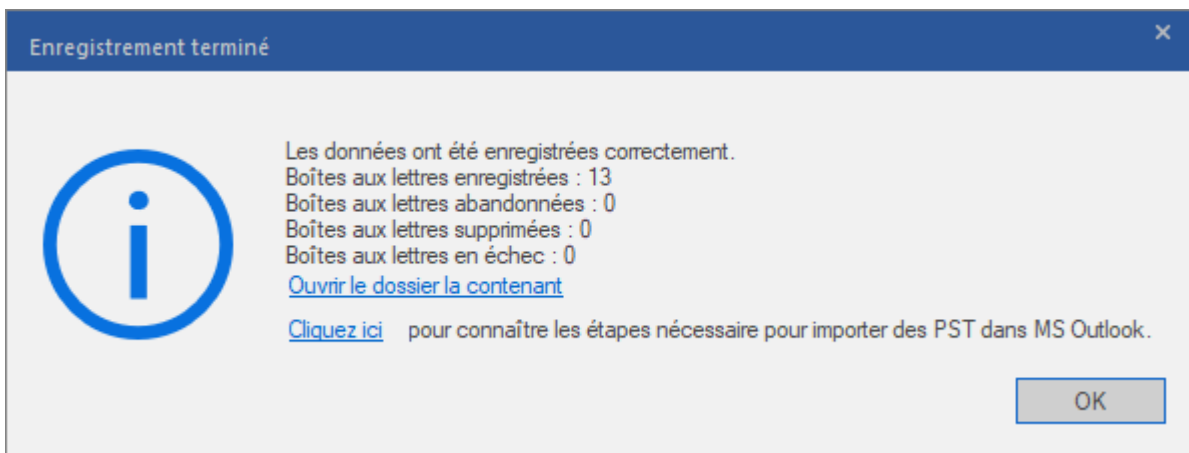 Enregistrement terminé
Les données ont été enregistrées correctement.
Boîtes aux lettres enregistrées : 13
Boîtes aux lettres abandonnées : 0
Boîtes aux lettres supprimées : 0
Boîtes aux lettres en échec : 0
Ouvrir le dossier la contenant
Cliquez ici pour connaître les étapes nécessaire pour importer des PST dans MS Outlook.
OK